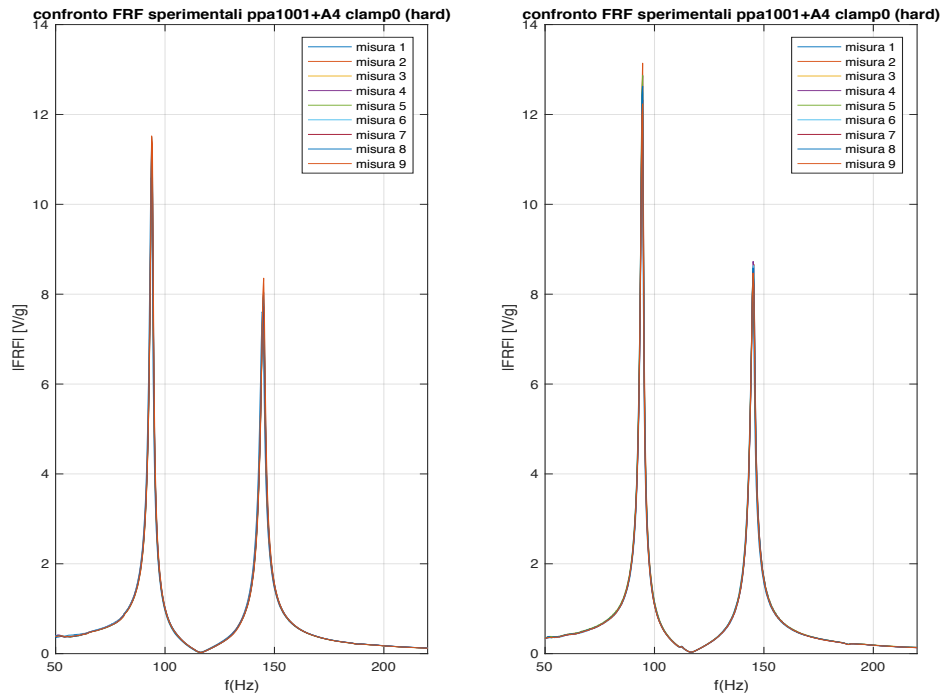 confronto FRF sperimentali ppa1001+A4 clamp0 (hard)
14
12
10
8
6
4
2
0
|FRF| [V/g]
50
100
150
200
f(Hz)
misura 1
misura 2
misura 3
misura 4
misura 5
misura 6
misura 7
misura 8
misura 9
confronto FRF sperimentali ppa1001+A4 clamp0 (hard)
14
12
10
8
6
4
2
0
|FRF| [V/g]
50
100
150
200
f(Hz)
misura 1
misura 2
misura 3
misura 4
misura 5
misura 6
misura 7
misura 8
misura 9